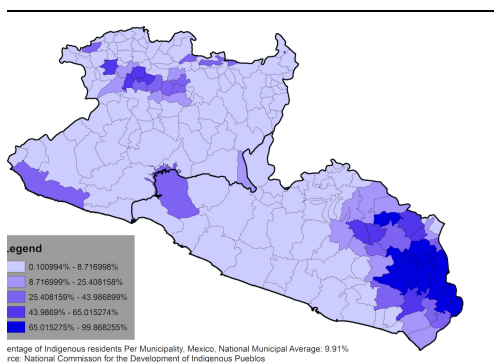 Legend
0.100994% - 8.716998%
8.716999% - 25.408158%
25.408159% - 43.986899%
43.9869% - 65.015274%
65.015275% - 99.868255%
entage of Indigenous residents Per Municipality, Mexico, National Municipal Average: 9.91%
rce: National Commisson for the Development of Indigenous Pueblos